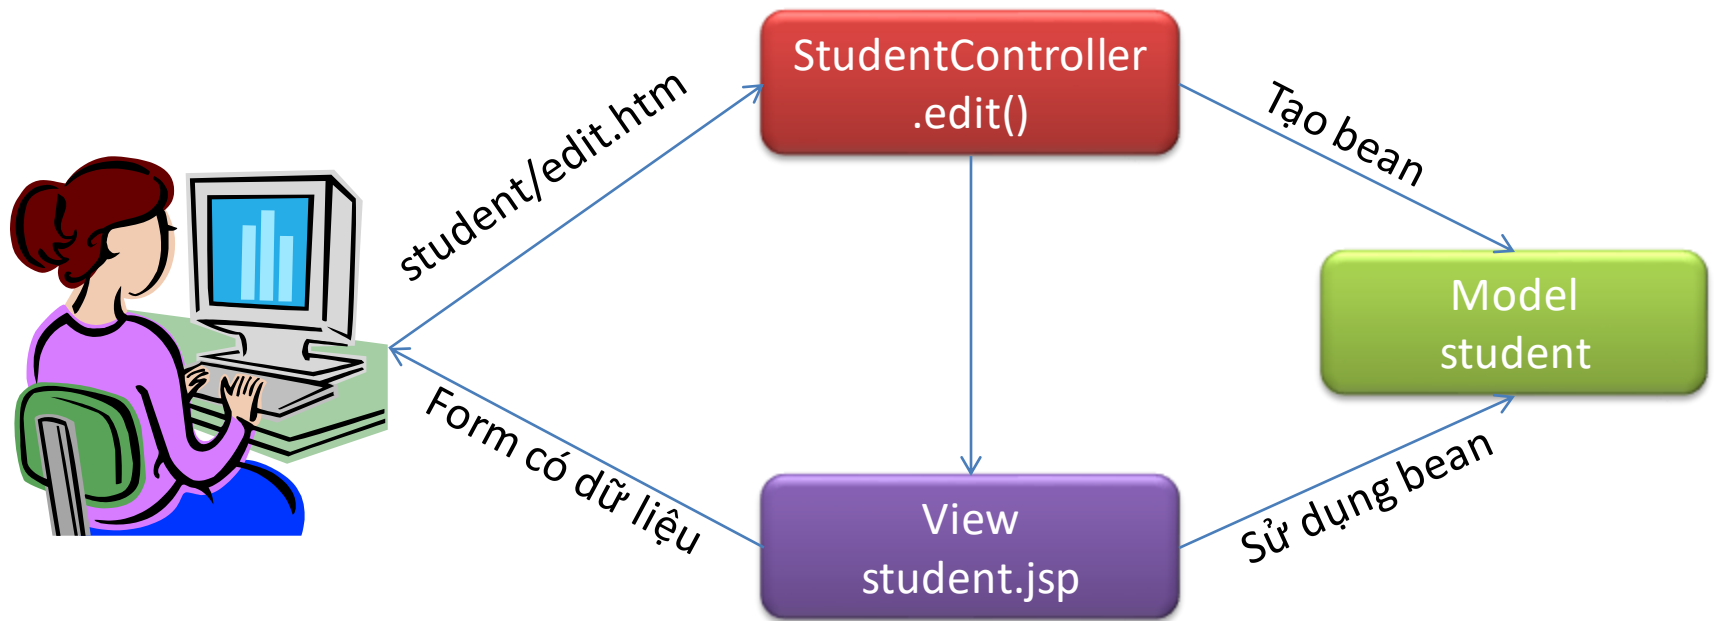 StudentController
.edit()
student/edit.htm
Tạo bean
Model
student
Form có dữ liệu
Sử dụng bean
View
student.jsp